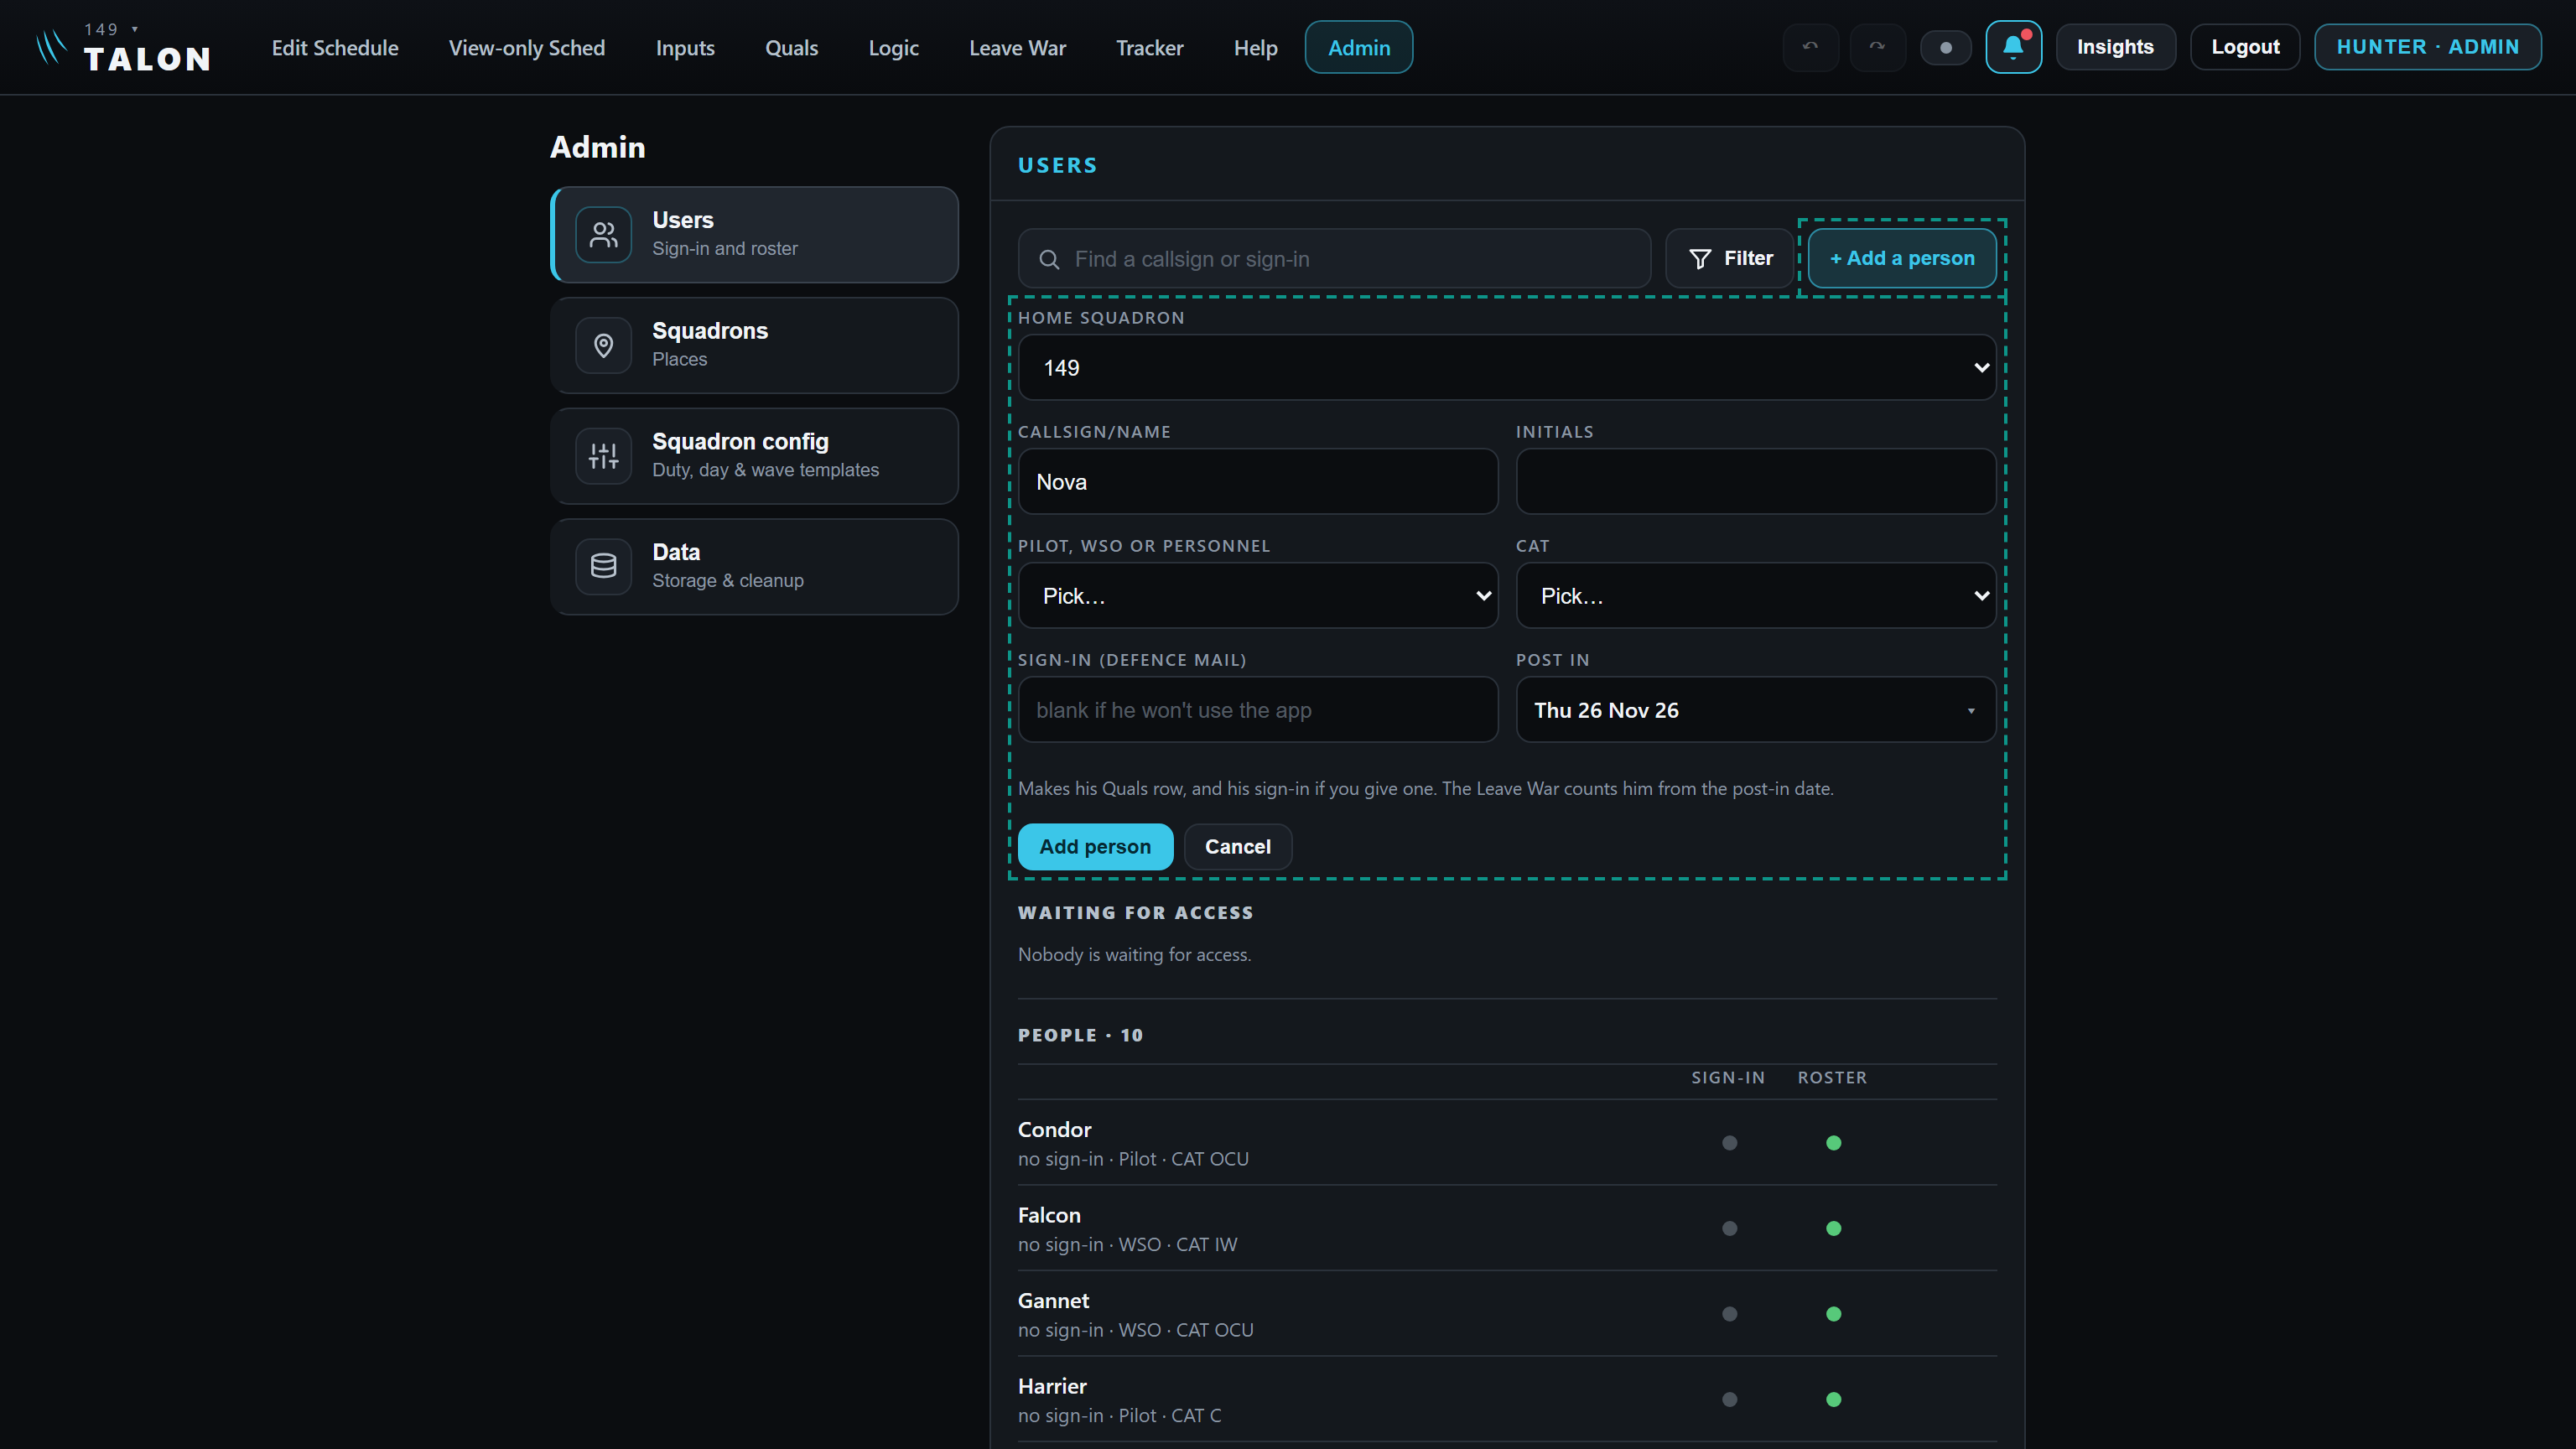 149 ▾
TALON
Edit Schedule
View-only Sched
Inputs
Quals
Logic
Leave War
Tracker
Help
Admin
Insights
Logout
HUNTER · ADMIN
Admin
Users
Sign-in and roster
Squadrons
Places
Squadron config
Duty, day & wave templates
Data
Storage & cleanup
USERS
Find a callsign or sign-in
Filter
+ Add a person
HOME SQUADRON
149
CALLSIGN/NAME
INITIALS
Nova
PILOT, WSO OR PERSONNEL
CAT
Pick...
Pick...
SIGN-IN (DEFENCE MAIL)
POST IN
blank if he won't use the app
Thu 26 Nov 26
Makes his Quals row, and his sign-in if you give one. The Leave War counts him from the post-in date.
Add person
Cancel
WAITING FOR ACCESS
Nobody is waiting for access.
PEOPLE · 10
SIGN-IN
ROSTER
Condor
no sign-in · Pilot · CAT OCU
Falcon
no sign-in · WSO · CAT IW
Gannet
no sign-in · WSO · CAT OCU
Harrier
no sign-in · Pilot · CAT C